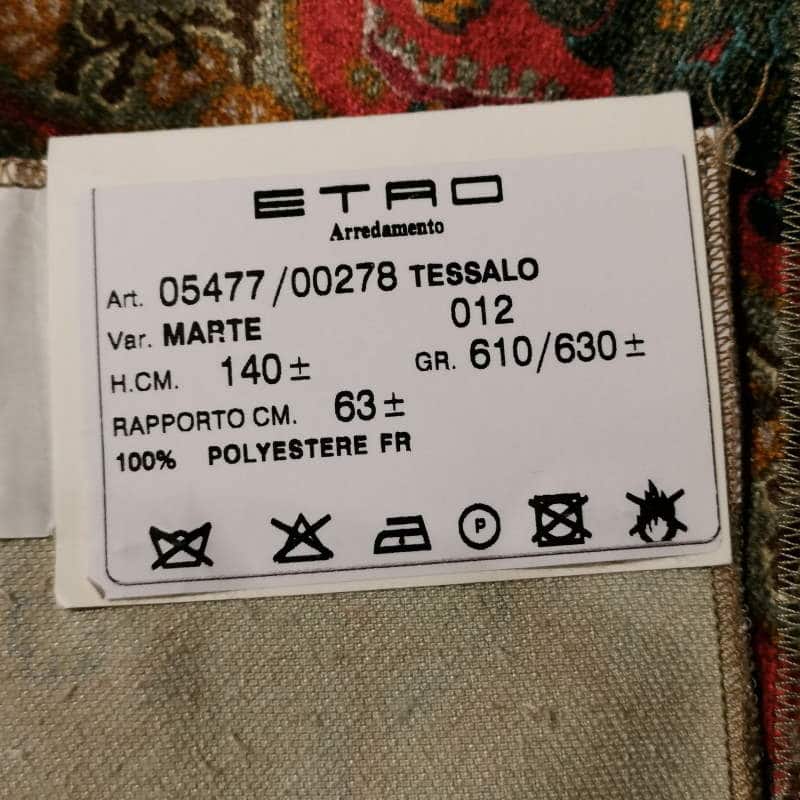 ETRO
Arredamento
Art. 05477/00278 TESSALO
Var. MARTE 012
H.CM. 140± GR. 610/630±
RAPPORTO CM. 63±
100% POLYESTERE FR
P